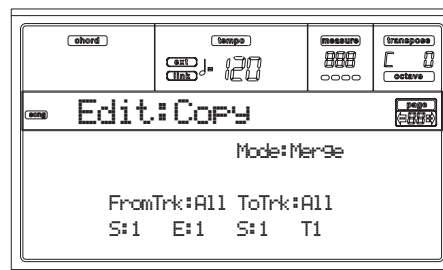 chord tempo measure transpose
ext link ♩= 120 888 C 0
octave
song Edit:Copy page 88
Mode:Merge
FromTrk:All ToTrk:All
S:1 E:1 S:1 T1